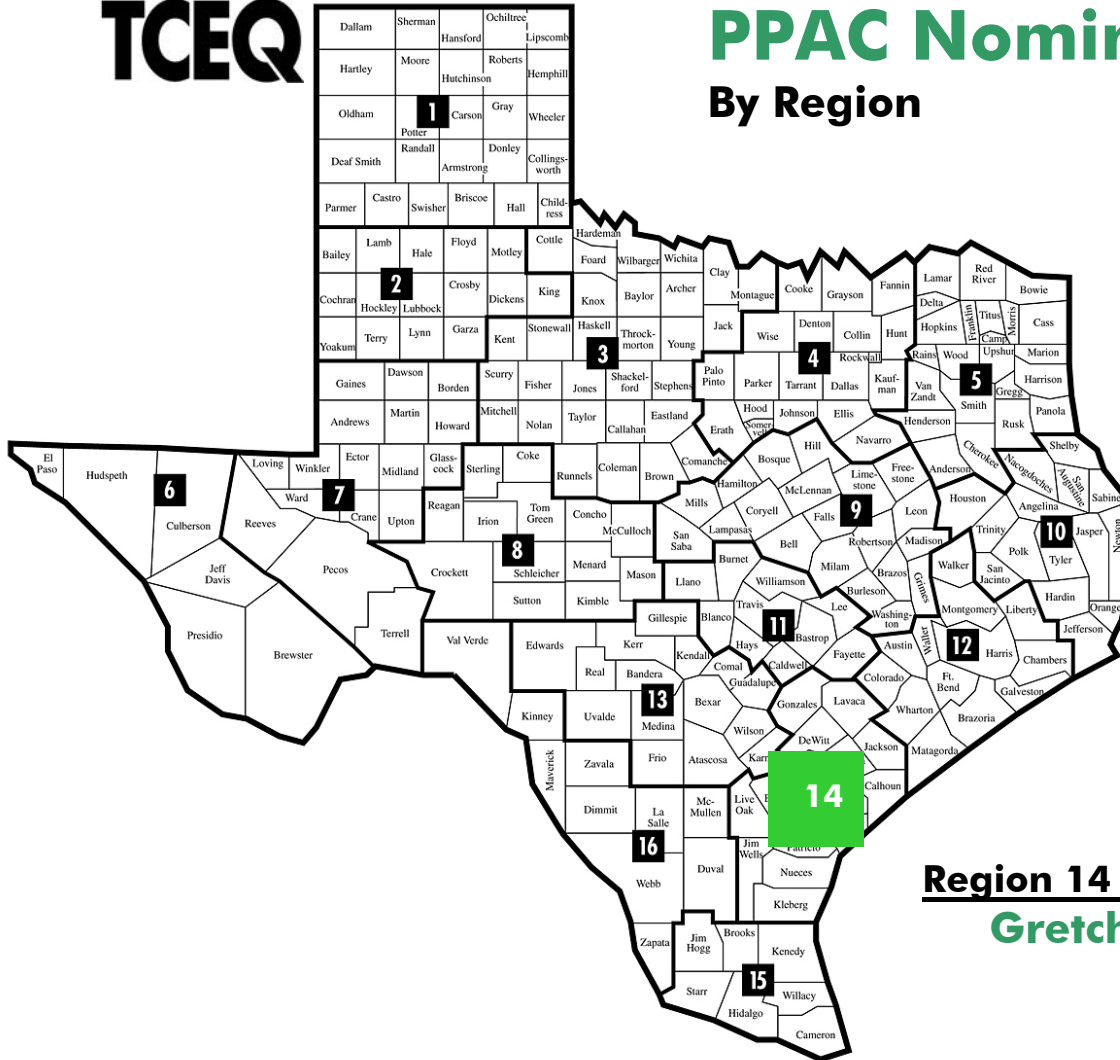 TCEQ
PPAC Nomin
By Region
Dallam
Sherman
Hansford
Ochiltree
Lipscomb
Hartley
Moore
Hutchinson
Roberts
Hemphill
Oldham
Potter
1
Carson
Gray
Wheeler
Deaf Smith
Randall
Armstrong
Donley
Collings-
worth
Parmer
Castro
Swisher
Briscoe
Hall
Child-
ress
Bailey
Lamb
Hale
Floyd
Motley
Cottle
Hardeman
Foard
Wilbarger
Wichita
Clay
Montague
Cooke
Grayson
Fannin
Lamar
Red
River
Bowie
Cochran
2
Hockley
Lubbock
Crosby
Dickens
King
Knox
Baylor
Archer
Delta
Hopkins
Franklin
Titus
Camp
Morris
Cass
Yoakum
Terry
Lynn
Garza
Kent
Stonewall
Haskell
3
Throck-
morton
Young
Jack
Wise
Denton
4
Collin
Rockwall
Hunt
Rains
Wood
Upshur
Marion
Gaines
Dawson
Borden
Scurry
Fisher
Jones
Shackel-
ford
Stephens
Palo
Pinto
Parker
Tarrant
Dallas
Kauf-
man
Van
Zandt
5
Smith
Gregg
Harrison
Andrews
Martin
Howard
Mitchell
Nolan
Taylor
Callahan
Eastland
Erath
Hood
Somer-
vell
Johnson
Ellis
Navarro
Henderson
Rusk
Panola
El
Paso
Hudspeth
6
Culberson
Loving
Winkler
Ector
Midland
Glass-
cock
Sterling
Coke
Runnels
Coleman
Brown
Comanche
Hamilton
Bosque
Hill
Lime-
stone
Free-
stone
Anderson
Cherokee
Nacogdoches
Shelby
San
Augustine
Sabine
Reeves
Ward
7
Crane
Upton
Reagan
Irion
Tom
Green
Concho
McCulloch
Mills
San
Saba
Lampasas
Coryell
McLennan
Falls
9
Leon
Houston
Angelina
Trinity
10
Jasper
Newton
Jeff
Davis
Pecos
Crockett
8
Schleicher
Menard
Mason
Llano
Burnet
Bell
Williamson
Milam
Robertson
Brazos
Madison
Grimes
Walker
Polk
San
Jacinto
Tyler
Hardin
Orange
Presidio
Brewster
Terrell
Sutton
Kimble
Gillespie
Blanco
Travis
11
Lee
Burleson
Washing-
ton
Montgomery
Liberty
Jefferson
Val Verde
Edwards
Kerr
Real
Bandera
Kendall
Hays
Comal
Caldwell
Bastrop
Fayette
Austin
Waller
12
Harris
Chambers
Kinney
Uvalde
13
Medina
Bexar
Guadalupe
Gonzales
Lavaca
Colorado
Wharton
Ft.
Bend
Brazoria
Galveston
Maverick
Zavala
Frio
Atascosa
Wilson
Karn
DeWitt
Jackson
Matagorda
Dimmit
La
Salle
Mc-
Mullen
Live
Oak
14
Calhoun
16
Webb
Duval
Jim
Wells
Patricio
Nueces
Kleberg
Region 14
Gretch
Zapata
Jim
Hogg
Brooks
Kenedy
Starr
15
Hidalgo
Willacy
Cameron